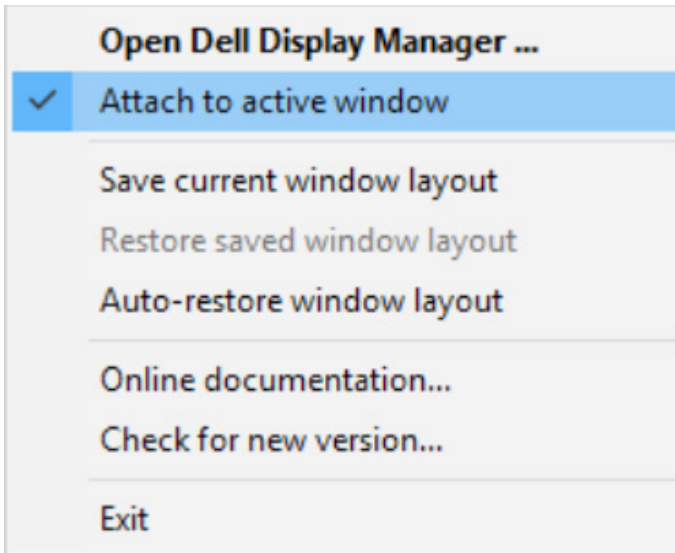 Open Dell Display Manager ...
Attach to active window
Save current window layout
Restore saved window layout
Auto-restore window layout
Online documentation...
Check for new version...
Exit